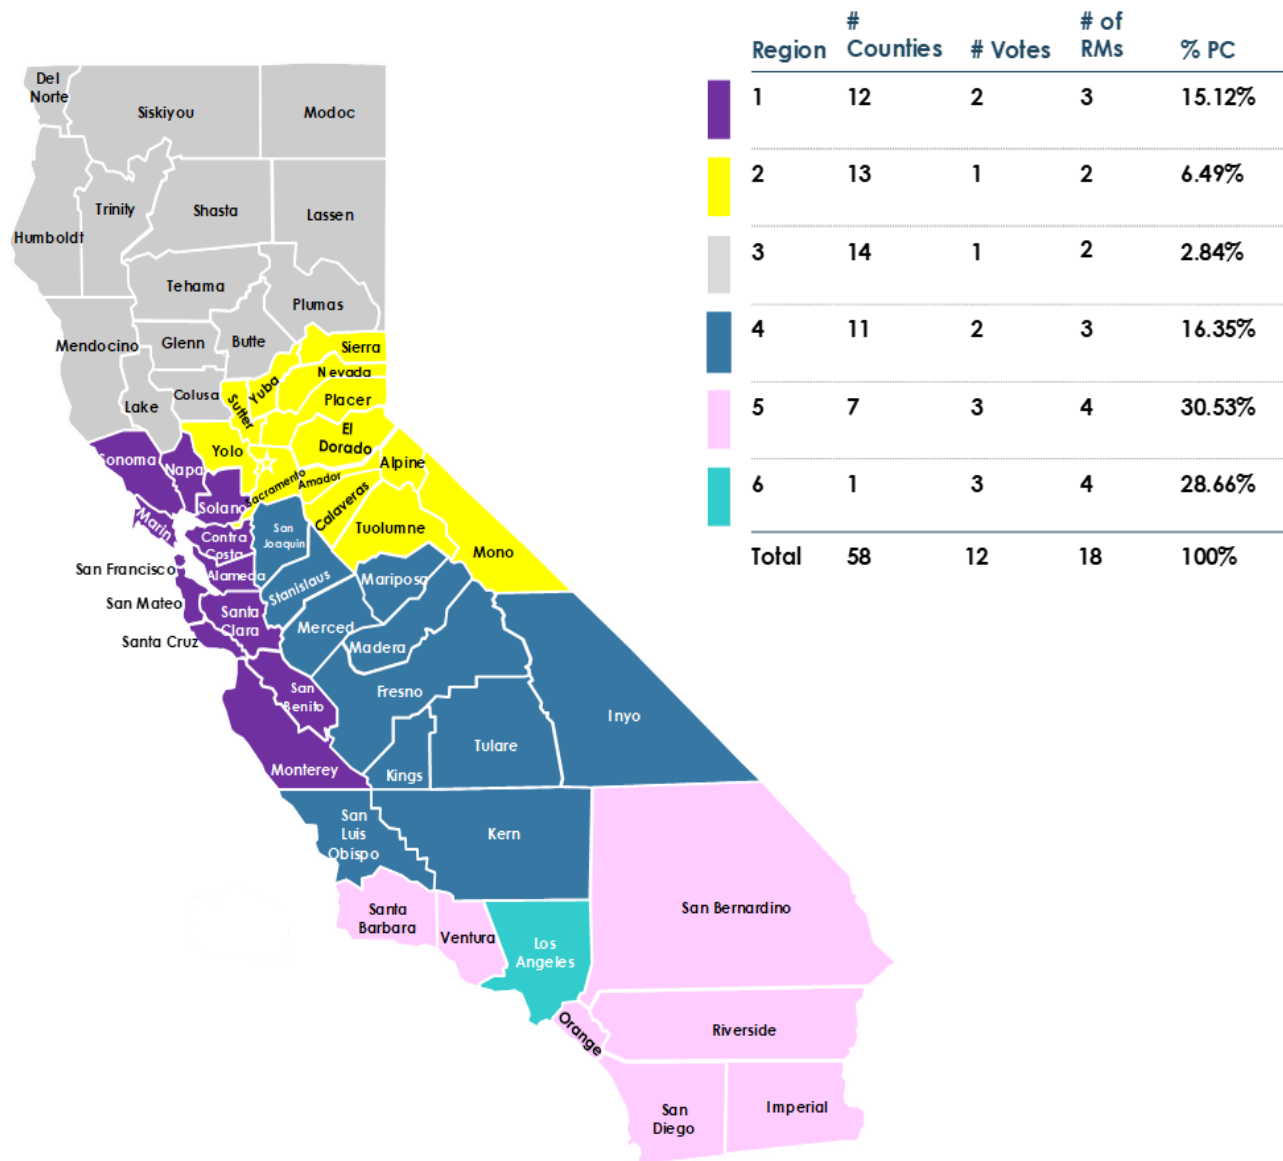 #
# of
Region Counties # Votes RMs % PC
1 12 2 3 15.12%
2 13 1 2 6.49%
3 14 1 2 2.84%
4 11 2 3 16.35%
5 7 3 4 30.53%
6 1 3 4 28.66%
Total 58 12 18 100%
Del
Norte
Siskiyou
Modoc
Trinity
Shasta
Lassen
Humboldt
Tehama
Plumas
Mendocino
Glenn
Butte
Sierra
Nevada
Yuba
Colusa
Sutter
Placer
Lake
El
Dorado
Yolo
Sonoma
Napa
Alpine
Sacramento
Amador
Solano
Calaveras
Marin
San
Joaquin
Tuolumne
Contra
Costa
Mono
San Francisco
Alameda
Stanislaus
Mariposa
San Mateo
Santa
Clara
Merced
Santa Cruz
Madera
San
Benito
Fresno
Inyo
Tulare
Monterey
Kings
San
Luis
Obispo
Kern
Santa
Barbara
San Bernardino
Ventura
Los
Angeles
Orange
Riverside
San
Diego
Imperial